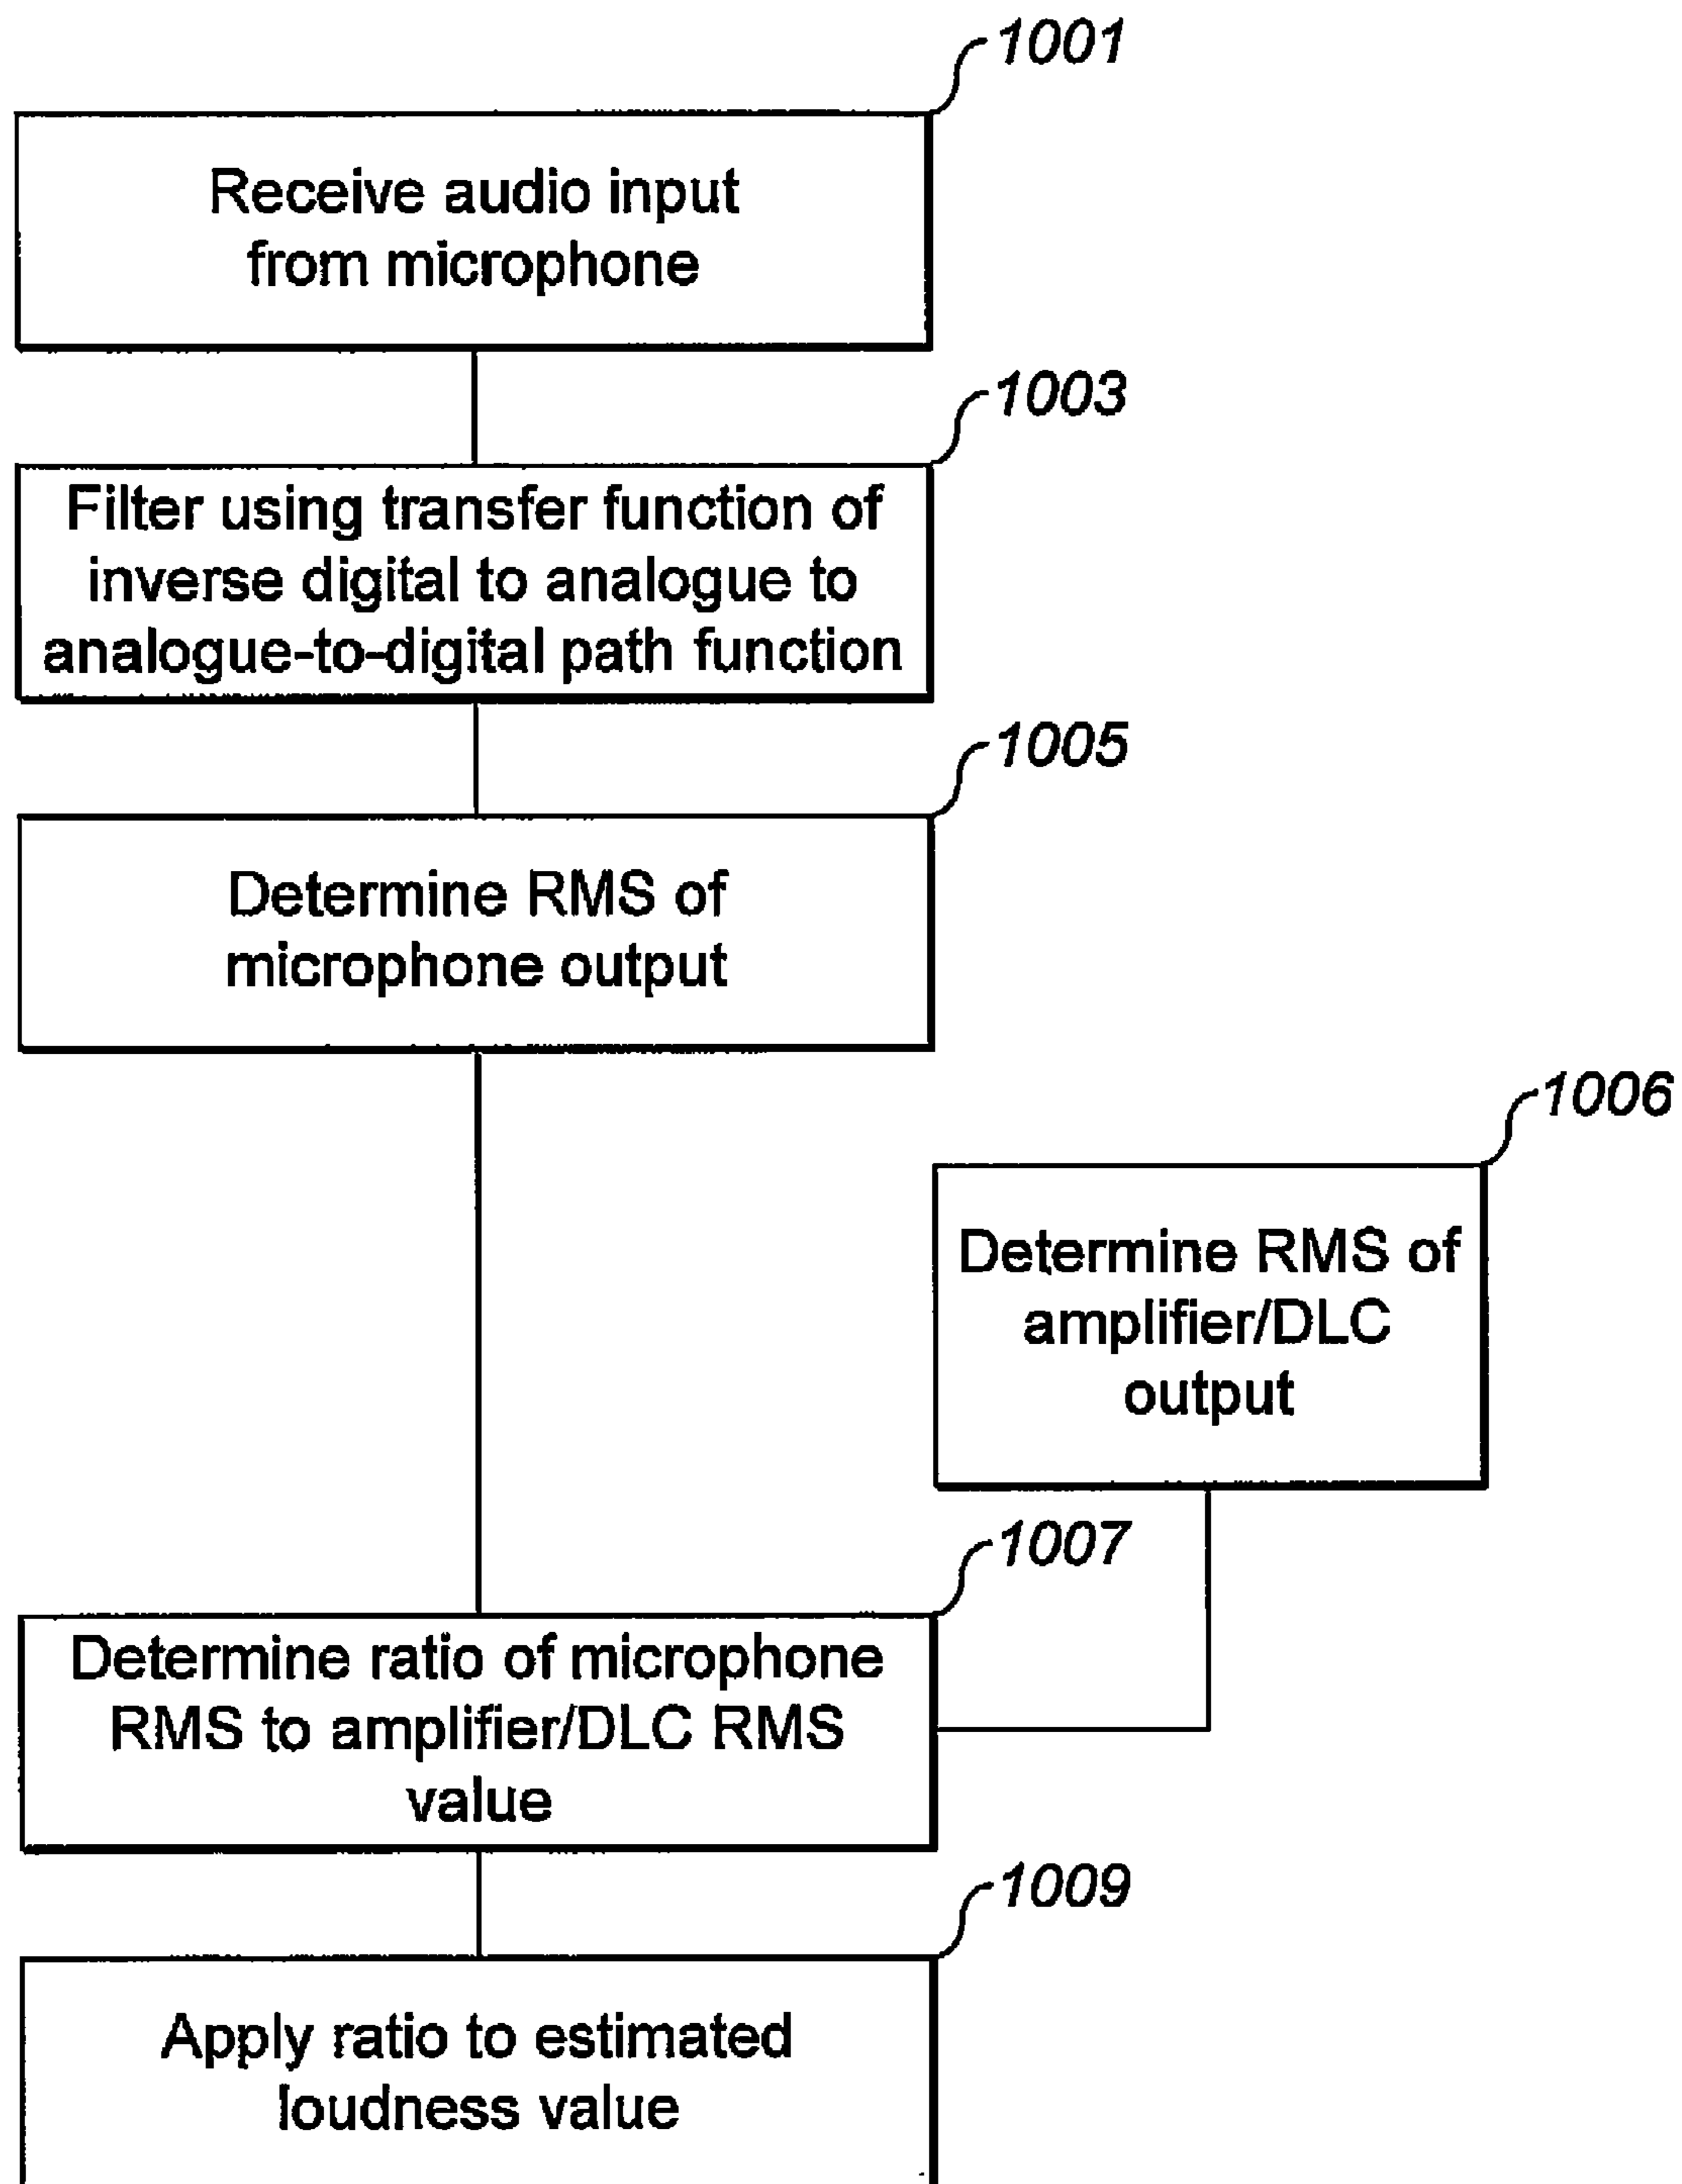 1001
Receive audio input
from microphone
1003
Filter using transfer function of
inverse digital to analogue to
analogue-to-digital path function
1005
Determine RMS of
microphone output
1006
Determine RMS of
amplifier/DLC
output
1007
Determine ratio of microphone
RMS to amplifier/DLC RMS
value
1009
Apply ratio to estimated
loudness value